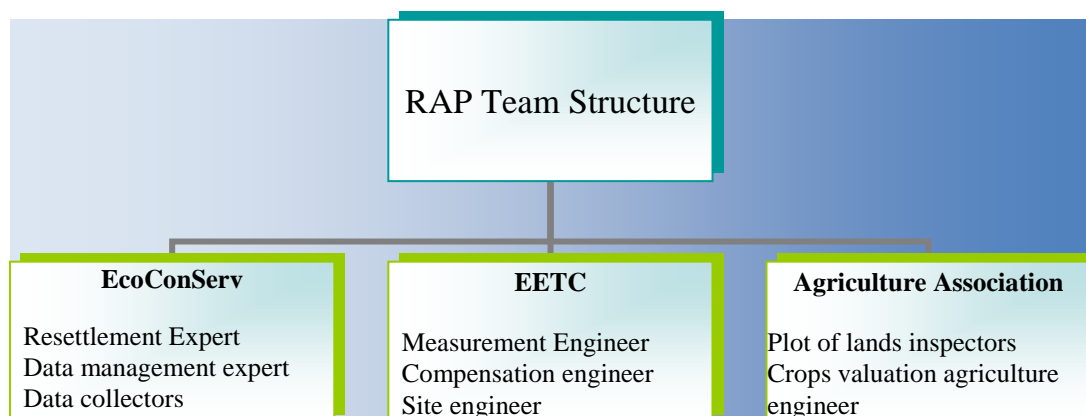 RAP Team Structure
EcoConServ
Resettlement Expert
Data management expert
Data collectors
EETC
Measurement Engineer
Compensation engineer
Site engineer
Agriculture Association
Plot of lands inspectors
Crops valuation agriculture
engineer